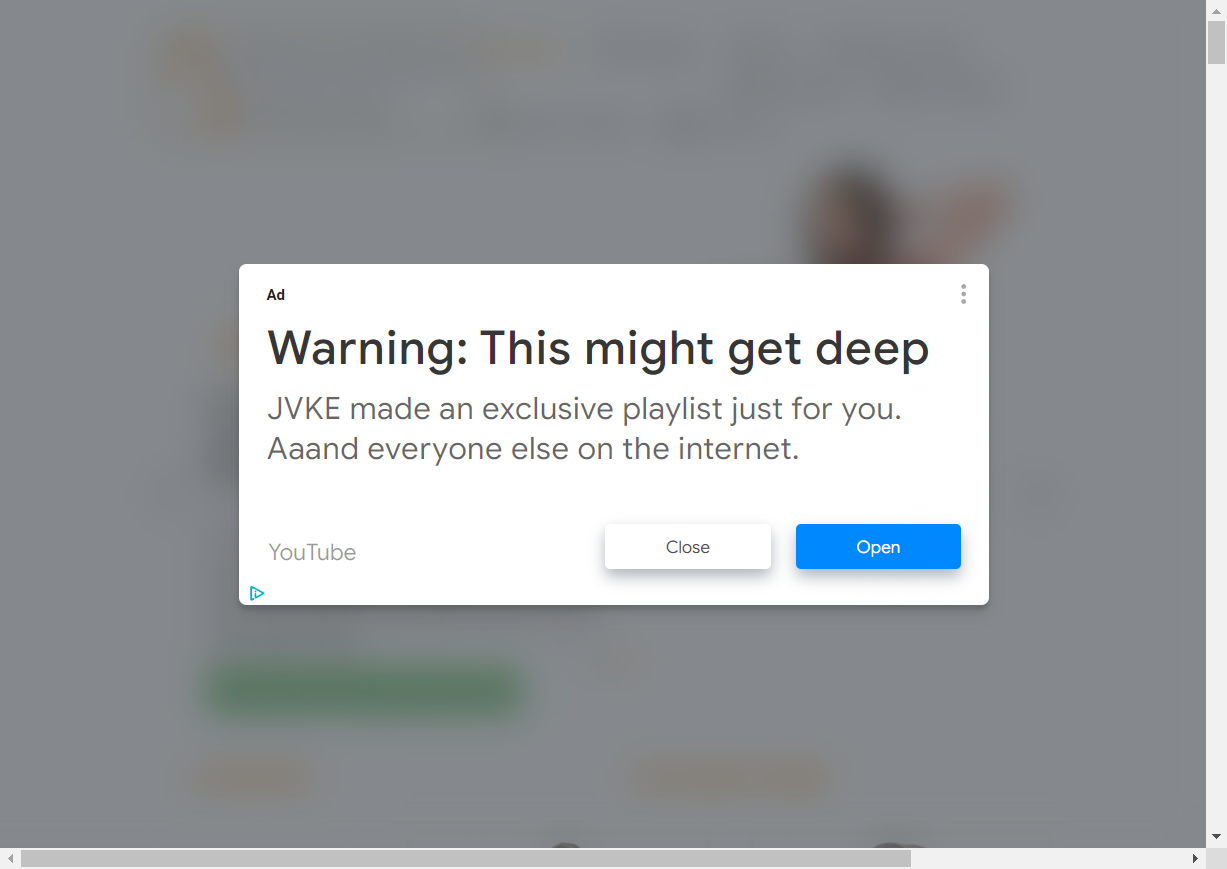 Ad
Warning: This might get deep
JVKE made an exclusive playlist just for you.
Aaand everyone else on the internet.
YouTube
Close
Open